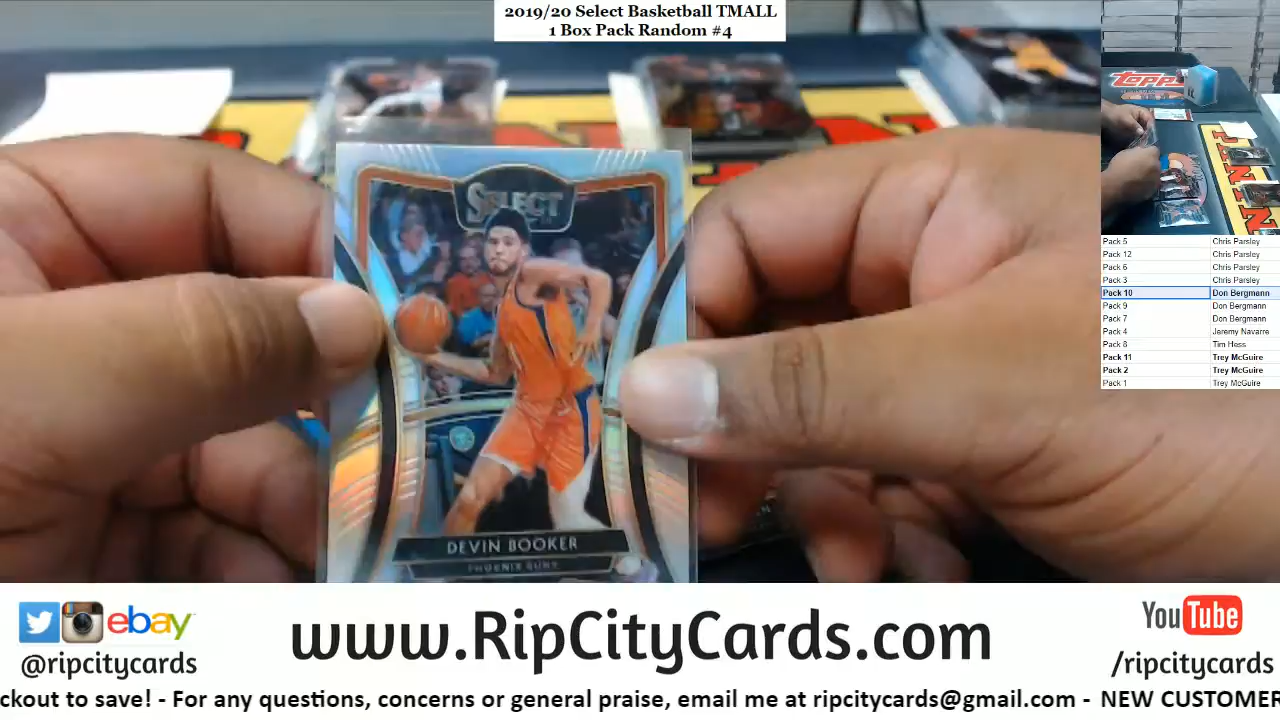 2019/20 Select Basketball TMALL
1 Box Pack Random #4
SELECT
DEVIN BOOKER
PHOENIX SUNS
Topps
PANINI
Pack 5 Chris Parsley
Pack 12 Chris Parsley
Pack 6 Chris Parsley
Pack 3 Chris Parsley
Pack 10 Don Bergmann
Pack 9 Don Bergmann
Pack 7 Don Bergmann
Pack 4 Jeremy Navarre
Pack 8 Tim Hess
Pack 11 Trey McGuire
Pack 2 Trey McGuire
Pack 1 Trey McGuire
ebay
@ripcitycards
www.RipCityCards.com
YouTube
/ripcitycards
ckout to save! - For any questions, concerns or general praise, email me at ripcitycards@gmail.com - NEW CUSTOMER